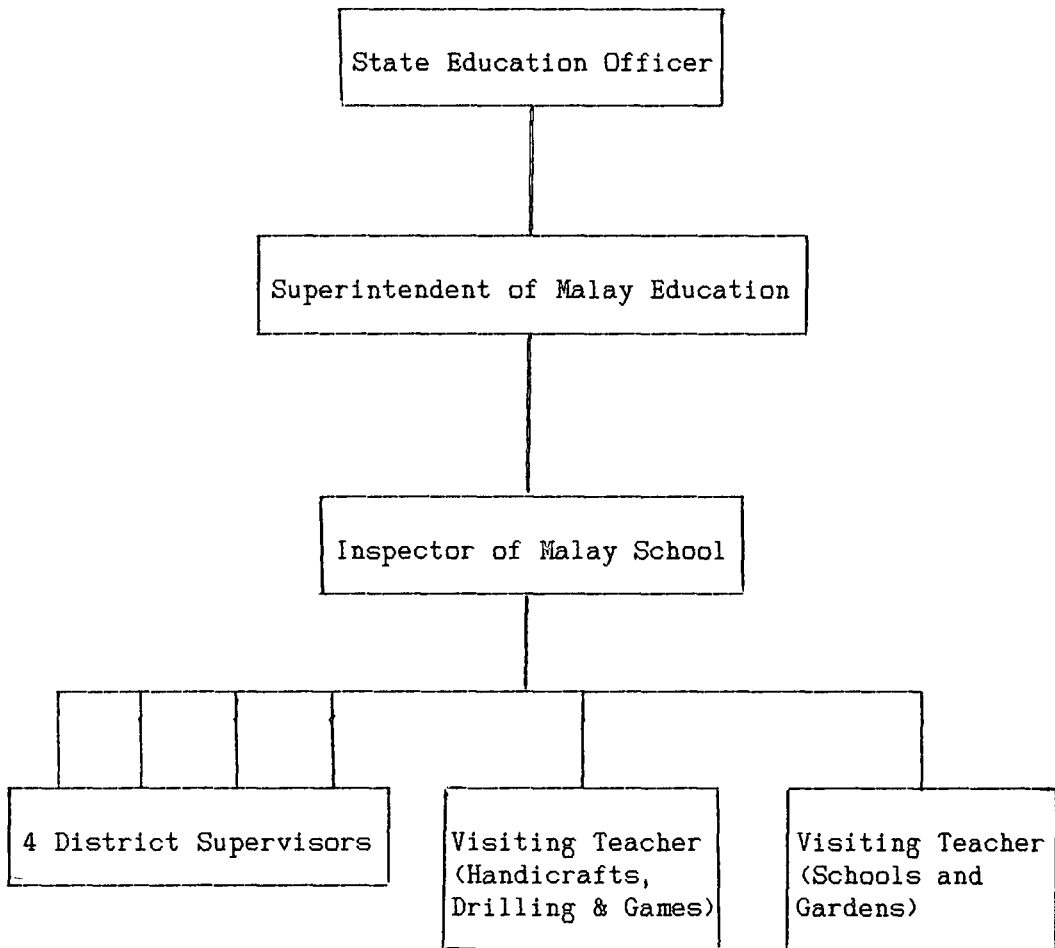 State Education Officer
Superintendent of Malay Education
Inspector of Malay School
4 District Supervisors
Visiting Teacher
(Handicrafts,
Drilling & Games)
Visiting Teacher
(Schools and
Gardens)